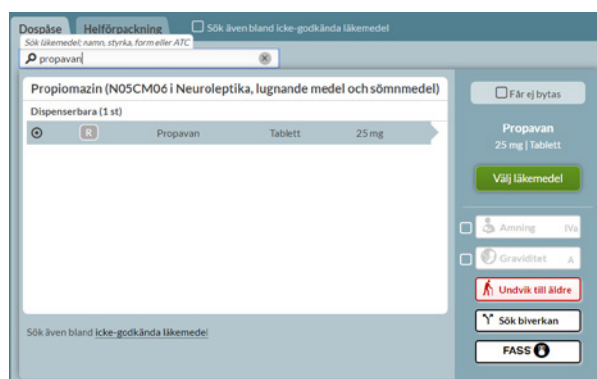 Dospåse Helförpackning Sök även bland icke-godkända läkemedel
Sök läkemedel; namn, styrka, form eller ATC
propavan
Propiomazin (N05CM06 i Neuroleptika, lugnande medel och sömnmedel)
Dispenserbara (1 st)
R Propavan Tablett 25 mg
Sök även bland icke-godkända läkemedel
Får ej bytas
Propavan
25 mg | Tablett
Välj läkemedel
Amning IVa
Graviditet A
Undvik till äldre
Sök biverkan
FASS